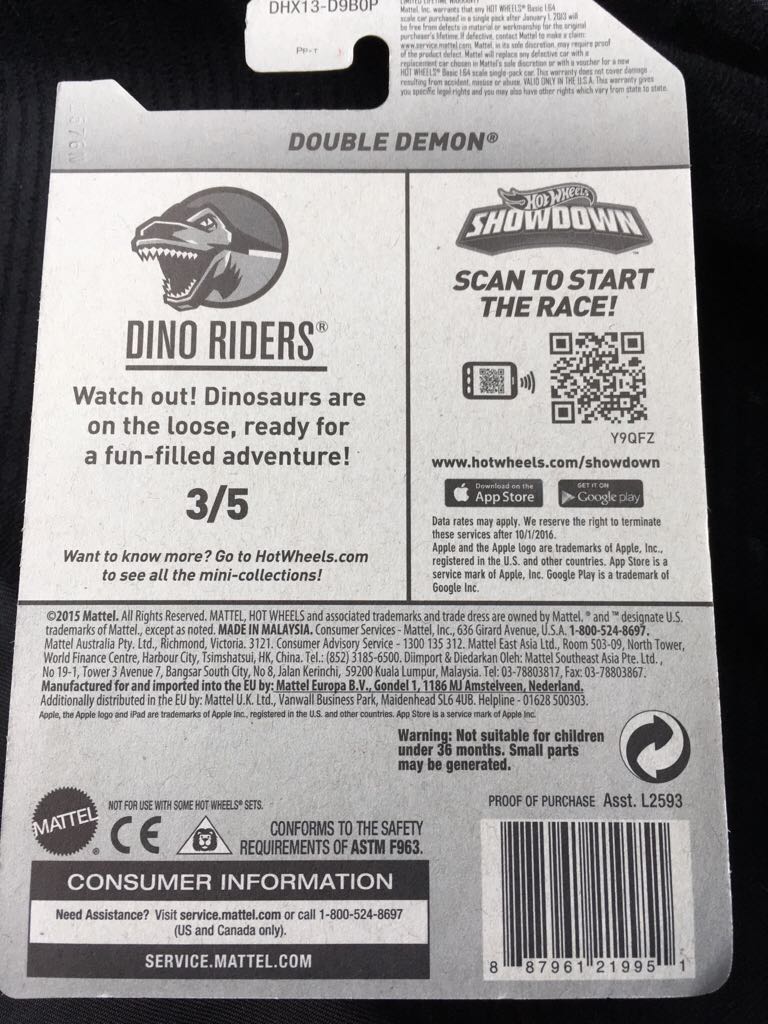 DHX13-D9B0P
Mattel, Inc. warrants that any HOT WHEELS® Basic 1:64
scale car purchased in a single pack after January 1, 2013 will
be free from defects in material or workmanship for the original
purchaser's lifetime. If defective, contact Mattel to make a claim:
www.service.mattel.com. Mattel, in its sole discretion, may require proof
of the product defect. Mattel will replace any defective car with a
replacement car chosen in Mattel's sole discretion or with a voucher for a new
HOT WHEELS® Basic 1:64 scale single-pack car. This warranty does not cover damage
resulting from accident, misuse or abuse. VALID ONLY IN THE U.S.A. This warranty gives
you specific legal rights and you may also have other rights which vary from state to state.
DOUBLE DEMON®
DINO RIDERS®
Watch out! Dinosaurs are
on the loose, ready for
a fun-filled adventure!
3/5
Want to know more? Go to HotWheels.com
to see all the mini-collections!
HOT WHEELS
SHOWDOWN™
SCAN TO START
THE RACE!
Y9QFZ
www.hotwheels.com/showdown
Download on the
App Store
GET IT ON
Google play
Data rates may apply. We reserve the right to terminate
these services after 10/1/2016.
Apple and the Apple logo are trademarks of Apple, Inc.,
registered in the U.S. and other countries. App Store is a
service mark of Apple, Inc. Google Play is a trademark of
Google Inc.
©2015 Mattel. All Rights Reserved. MATTEL, HOT WHEELS and associated trademarks and trade dress are owned by Mattel. ® and ™ designate U.S.
trademarks of Mattel, except as noted. MADE IN MALAYSIA. Consumer Services - Mattel, Inc., 636 Girard Avenue, U.S.A. 1-800-524-8697.
Mattel Australia Pty. Ltd., Richmond, Victoria. 3121. Consumer Advisory Service - 1300 135 312. Mattel East Asia Ltd., Room 503-09, North Tower,
World Finance Centre, Harbour City, Tsimshatsui, HK, China. Tel.: (852) 3185-6500. Diimport & Diedarkan Oleh: Mattel Southeast Asia Pte. Ltd.,
No 19-1, Tower 3 Avenue 7, Bangsar South City, No 8, Jalan Kerinchi, 59200 Kuala Lumpur, Malaysia. Tel: 03-78803817, Fax: 03-78803867.
Manufactured for and imported into the EU by: Mattel Europa B.V., Gondel 1, 1186 MJ Amstelveen, Nederland.
Additionally distributed in the EU by: Mattel U.K. Ltd., Vanwall Business Park, Maidenhead SL6 4UB. Helpline - 01628 500303.
Apple, the Apple logo and iPad are trademarks of Apple Inc., registered in the U.S. and other countries. App Store is a service mark of Apple Inc.
Warning: Not suitable for children
under 36 months. Small parts
may be generated.
PROOF OF PURCHASE Asst. L2593
MATTEL®
NOT FOR USE WITH SOME HOT WHEELS® SETS.
CE
CONFORMS TO THE SAFETY
REQUIREMENTS OF ASTM F963.
CONSUMER INFORMATION
Need Assistance? Visit service.mattel.com or call 1-800-524-8697
(US and Canada only).
SERVICE.MATTEL.COM
8 87961 21995 1